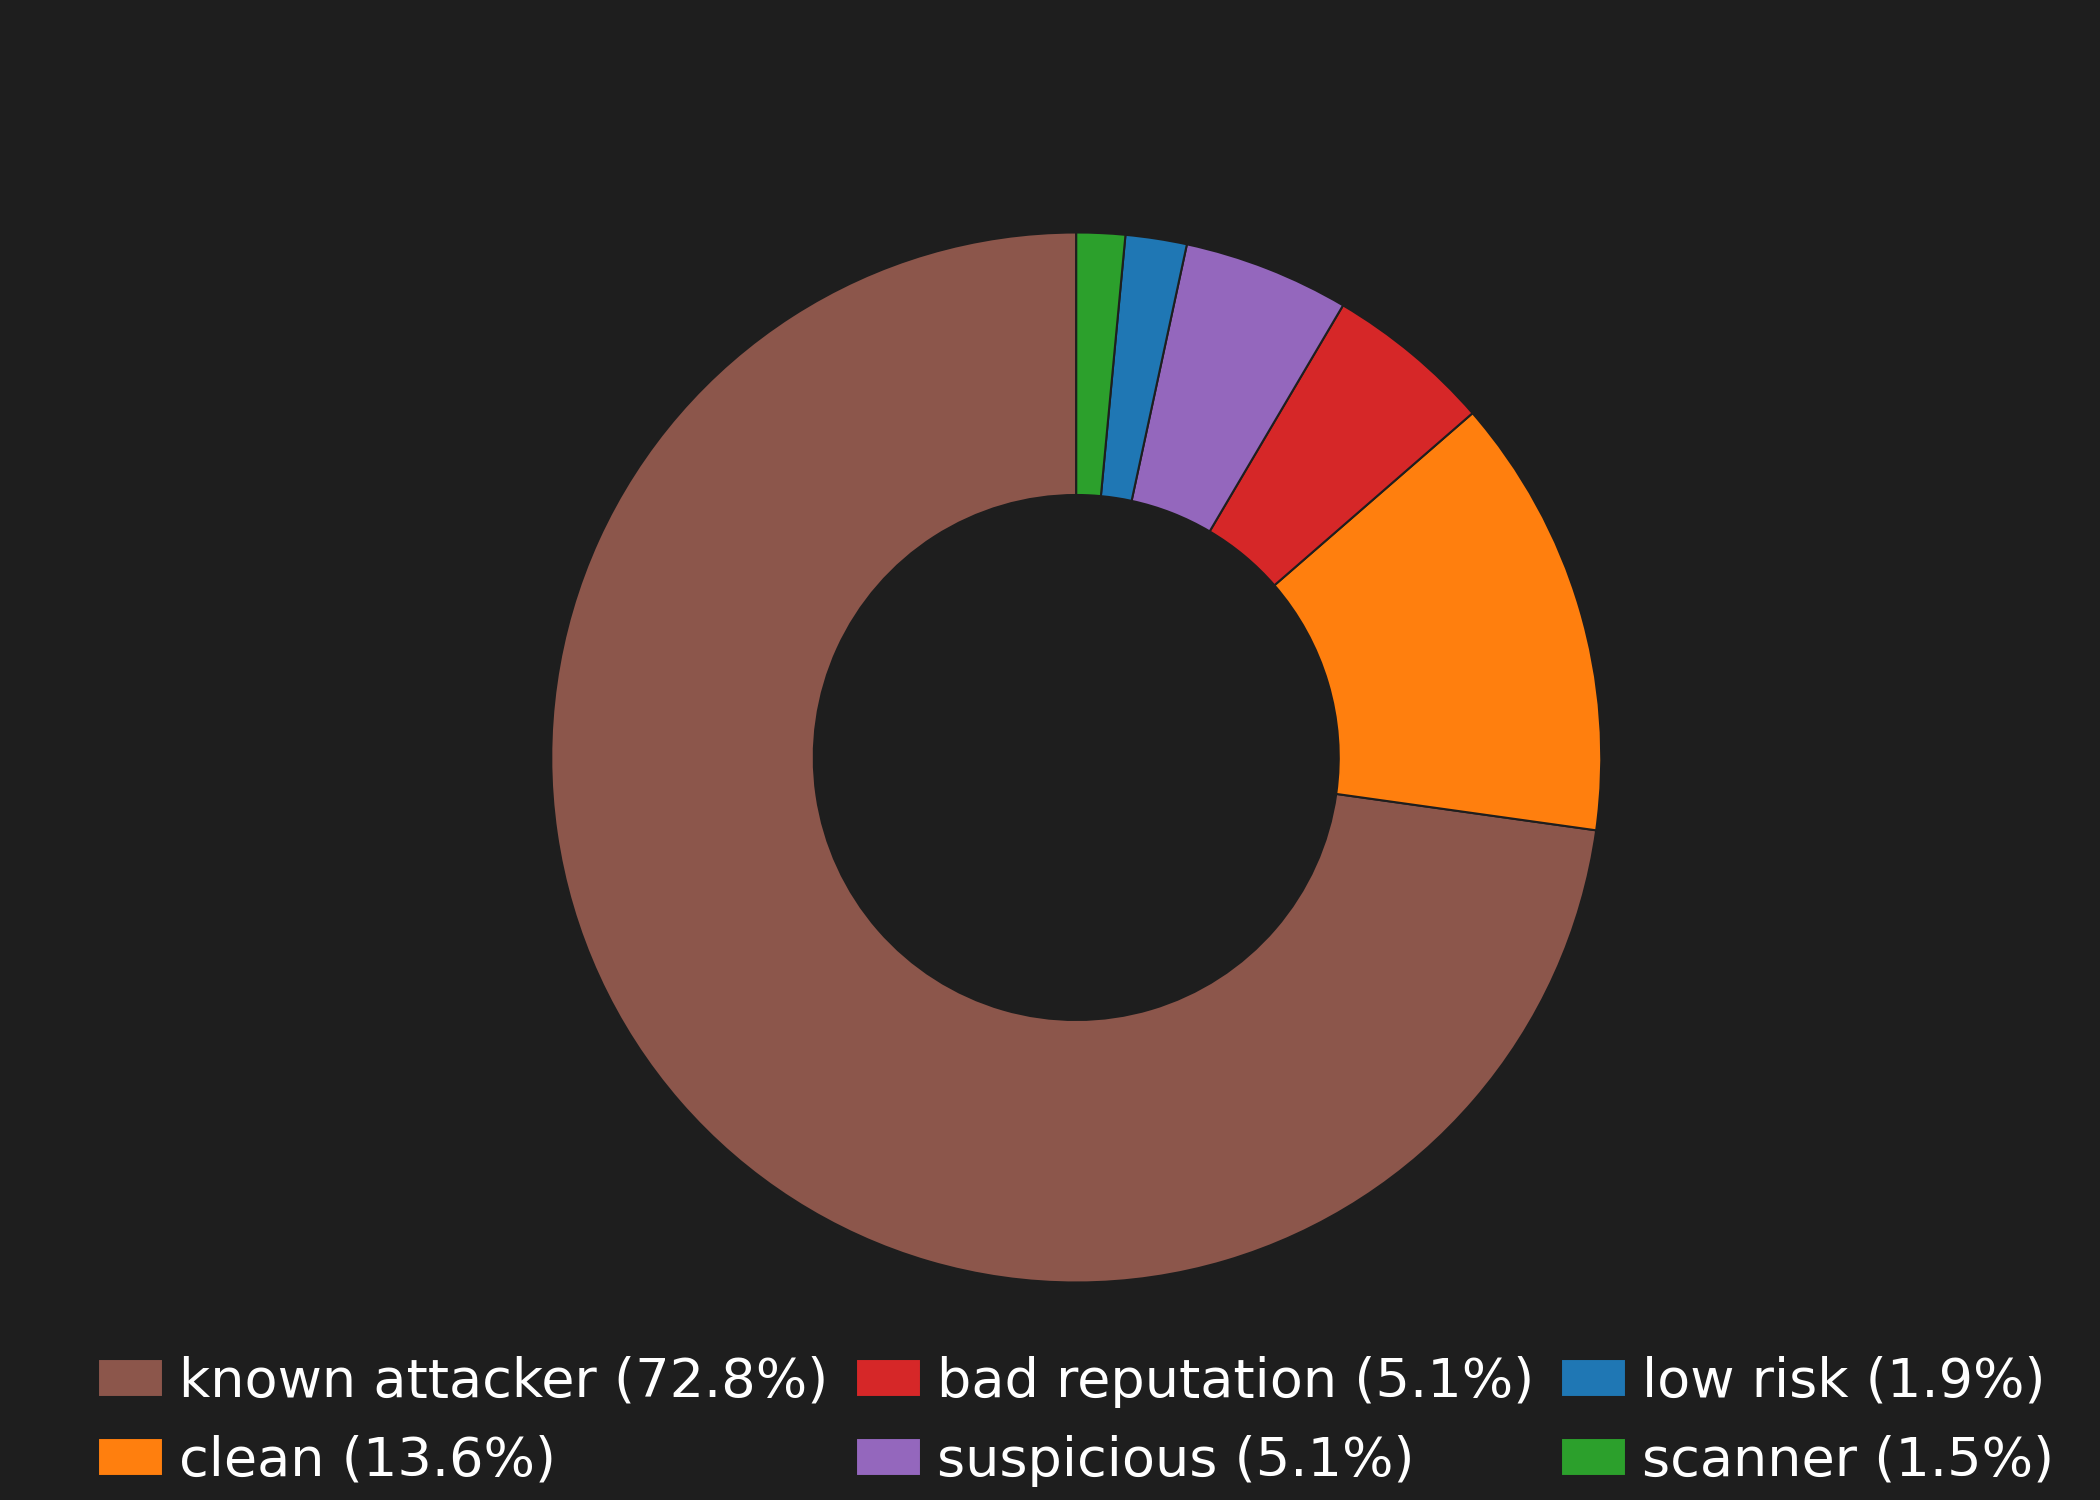 known attacker (72.8%)
clean (13.6%)
bad reputation (5.1%)
suspicious (5.1%)
low risk (1.9%)
scanner (1.5%)